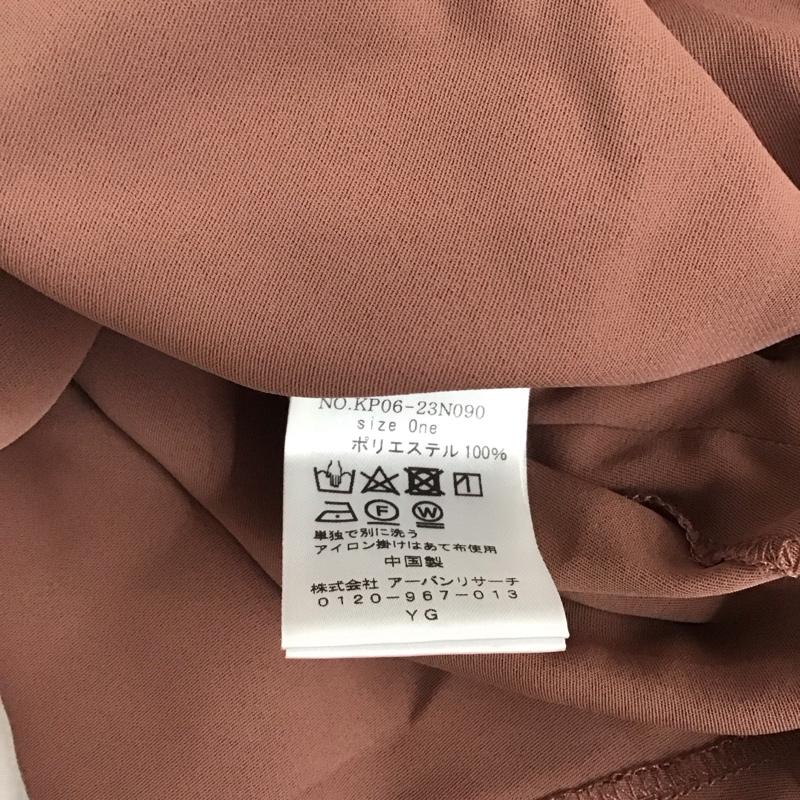 NO.KP06-23N090
size One
ポリエステル 100%
F W
単独で別に洗う
アイロン掛けはあて布使用
中国製
株式会社 アーバンリサーチ
0120-967-013
YG